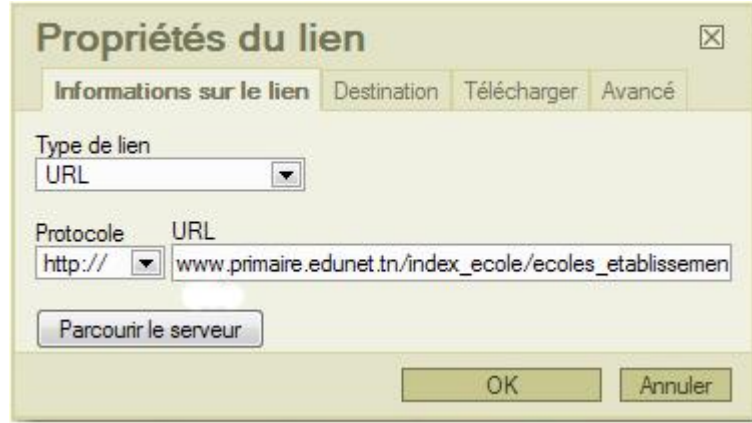 Propriétés du lien
Informations sur le lien Destination Télécharger Avancé
Type de lien
URL
Protocole URL
http:// www.primaire.edunet.tn/index_ecole/ecoles_etablissemen
Parcourir le serveur
OK Annuler